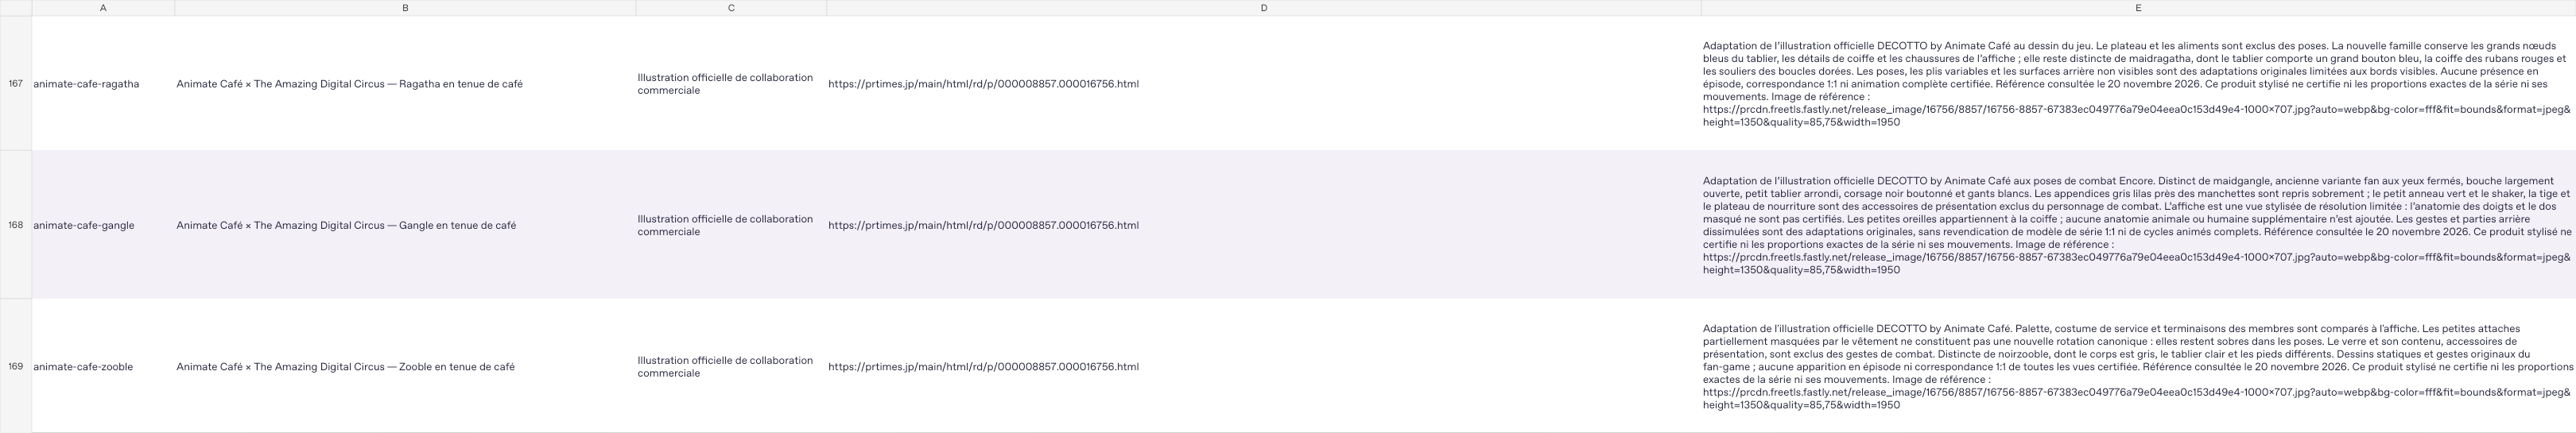 A B C D E
167
animate-cafe-ragatha
Animate Café × The Amazing Digital Circus — Ragatha en tenue de café
Illustration officielle de collaboration
commerciale
https://prtimes.jp/main/html/rd/p/000008857.000016756.html
Adaptation de l’illustration officielle DECOTTO by Animate Café au dessin du jeu. Le plateau et les aliments sont exclus des poses. La nouvelle famille conserve les grands nœuds
bleus du tablier, les détails de coiffe et les chaussures de l’affiche ; elle reste distincte de maidragatha, dont le tablier comporte un grand bouton bleu, la coiffe des rubans rouges et
les souliers des boucles dorées. Les poses, les plis variables et les surfaces arrière non visibles sont des adaptations originales limitées aux bords visibles. Aucune présence en
épisode, correspondance 1:1 ni animation complète certifiée. Référence consultée le 20 novembre 2026. Ce produit stylisé ne certifie ni les proportions exactes de la série ni ses
mouvements. Image de référence :
https://prcdn.freetls.fastly.net/release_image/16756/8857/16756-8857-67383ec049776a79e04eea0c153d49e4-1000×707.jpg?auto=webp&bg-color=fff&fit=bounds&format=jpeg&
height=1350&quality=85,75&width=1950
168
animate-cafe-gangle
Animate Café × The Amazing Digital Circus — Gangle en tenue de café
Illustration officielle de collaboration
commerciale
https://prtimes.jp/main/html/rd/p/000008857.000016756.html
Adaptation de l’illustration officielle DECOTTO by Animate Café aux poses de combat Encore. Distinct de maidgangle, ancienne variante fan aux yeux fermés, bouche largement
ouverte, petit tablier arrondi, corsage noir boutonné et gants blancs. Les appendices gris lilas près des manchettes sont repris sobrement ; le petit anneau vert et le shaker, la tige et
le plateau de nourriture sont des accessoires de présentation exclus du personnage de combat. L’affiche est une vue stylisée de résolution limitée : l’anatomie des doigts et le dos
masqué ne sont pas certifiés. Les petites oreilles appartiennent à la coiffe ; aucune anatomie animale ou humaine supplémentaire n’est ajoutée. Les gestes et parties arrière
dissimulées sont des adaptations originales, sans revendication de modèle de série 1:1 ni de cycles animés complets. Référence consultée le 20 novembre 2026. Ce produit stylisé ne
certifie ni les proportions exactes de la série ni ses mouvements. Image de référence :
https://prcdn.freetls.fastly.net/release_image/16756/8857/16756-8857-67383ec049776a79e04eea0c153d49e4-1000×707.jpg?auto=webp&bg-color=fff&fit=bounds&format=jpeg&
height=1350&quality=85,75&width=1950
169
animate-cafe-zooble
Animate Café × The Amazing Digital Circus — Zooble en tenue de café
Illustration officielle de collaboration
commerciale
https://prtimes.jp/main/html/rd/p/000008857.000016756.html
Adaptation de l'illustration officielle DECOTTO by Animate Café. Palette, costume de service et terminaisons des membres sont comparés à l'affiche. Les petites attaches
partiellement masquées par le vêtement ne constituent pas une nouvelle rotation canonique : elles restent sobres dans les poses. Le verre et son contenu, accessoires de
présentation, sont exclus des gestes de combat. Distincte de noirzooble, dont le corps est gris, le tablier clair et les pieds différents. Dessins statiques et gestes originaux du
fan-game ; aucune apparition en épisode ni correspondance 1:1 de toutes les vues certifiée. Référence consultée le 20 novembre 2026. Ce produit stylisé ne certifie ni les proportions
exactes de la série ni ses mouvements. Image de référence :
https://prcdn.freetls.fastly.net/release_image/16756/8857/16756-8857-67383ec049776a79e04eea0c153d49e4-1000×707.jpg?auto=webp&bg-color=fff&fit=bounds&format=jpeg&
height=1350&quality=85,75&width=1950